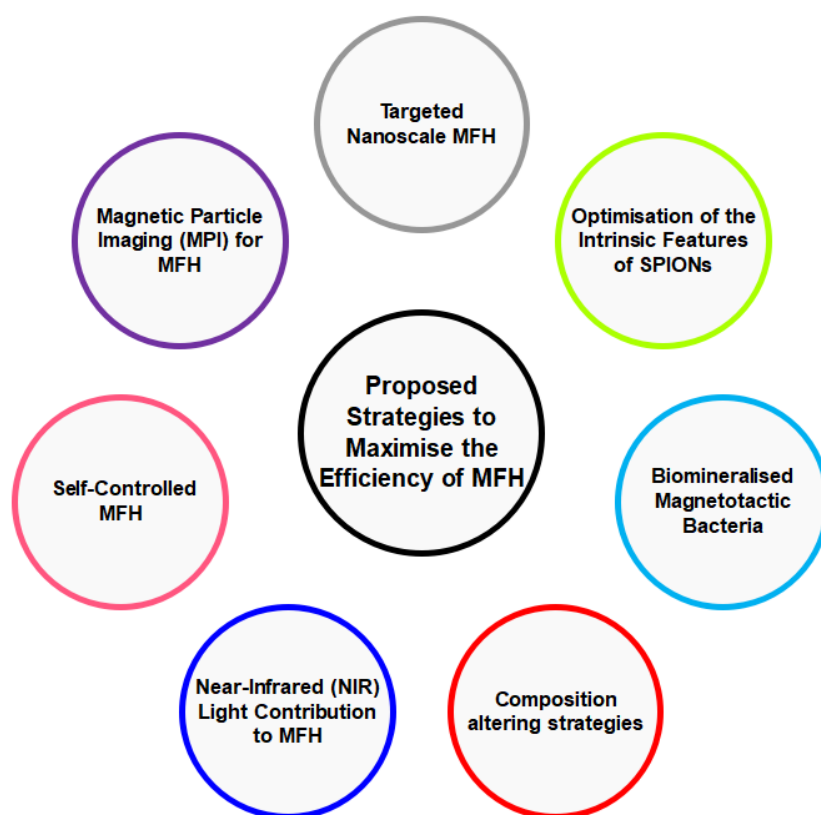 Targeted
Nanoscale MFH
Magnetic Particle
Imaging (MPI) for
MFH
Optimisation of the
Intrinsic Features
of SPIONs
Proposed
Strategies to
Maximise the
Efficiency of MFH
Self-Controlled
MFH
Biomineralised
Magnetotactic
Bacteria
Near-Infrared (NIR)
Light Contribution
to MFH
Composition
altering strategies